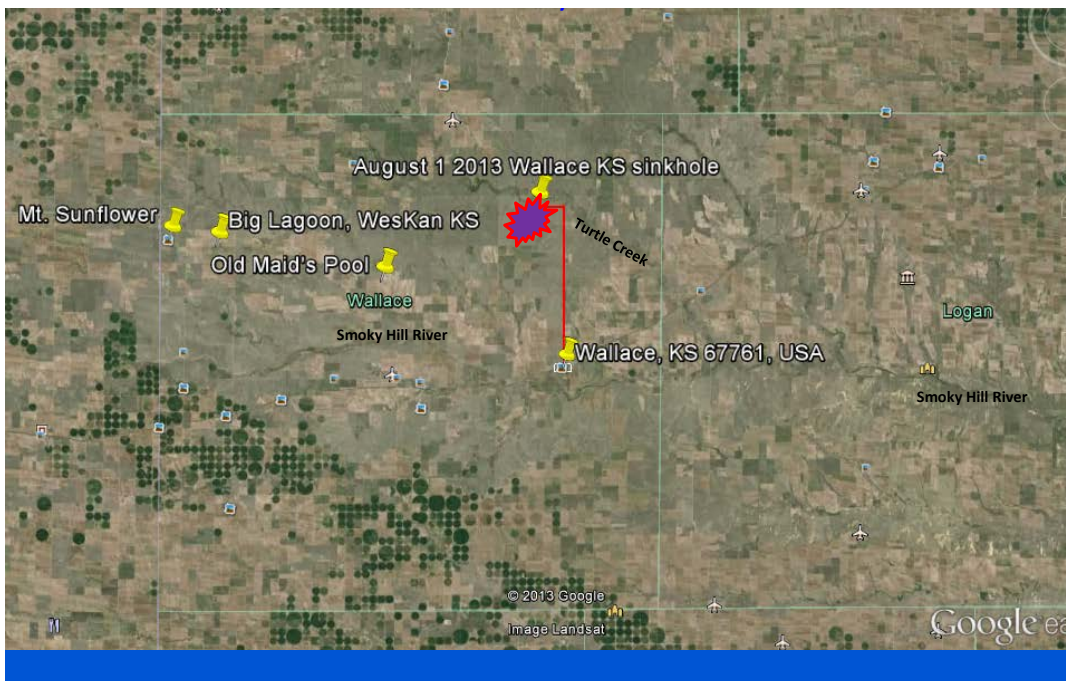 August 1 2013 Wallace KS sinkhole
Mt. Sunflower
Big Lagoon, WesKan KS
Turtle Creek
Old Maid's Pool
Wallace
Logan
Smoky Hill River
Wallace, KS 67761, USA
Smoky Hill River
© 2013 Google
Image Landsat
Google ea